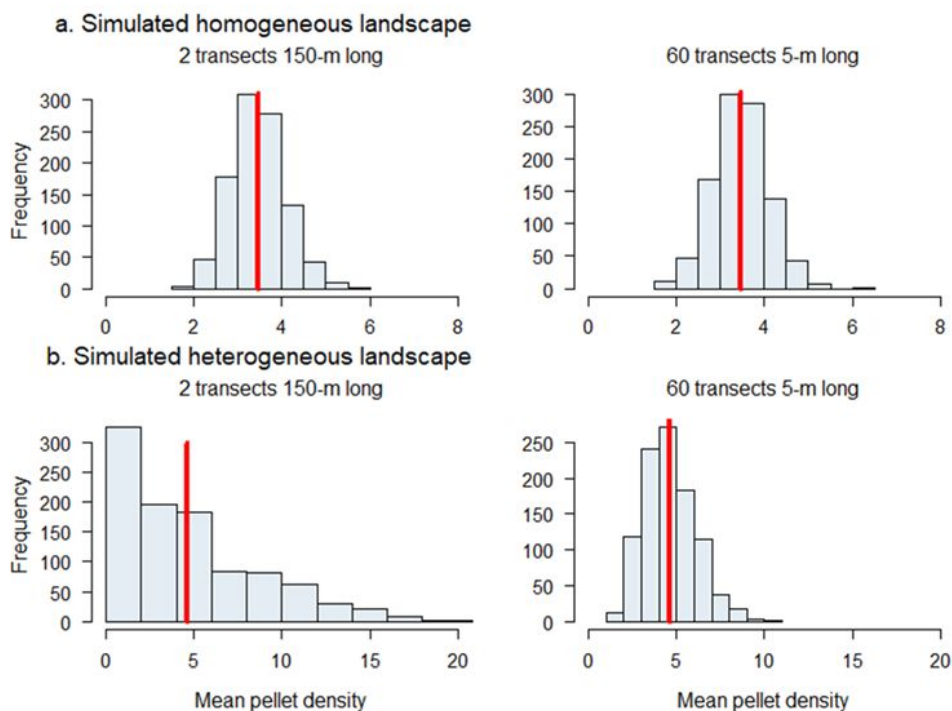 a. Simulated homogeneous landscape
2 transects 150-m long
60 transects 5-m long
Frequency
300
250
200
150
100
50
0
0 2 4 6 8
300
250
200
150
100
50
0
0 2 4 6 8
b. Simulated heterogeneous landscape
2 transects 150-m long
60 transects 5-m long
Frequency
300
250
200
150
100
50
0
0 5 10 15 20
Mean pellet density
250
200
150
100
50
0
0 5 10 15 20
Mean pellet density